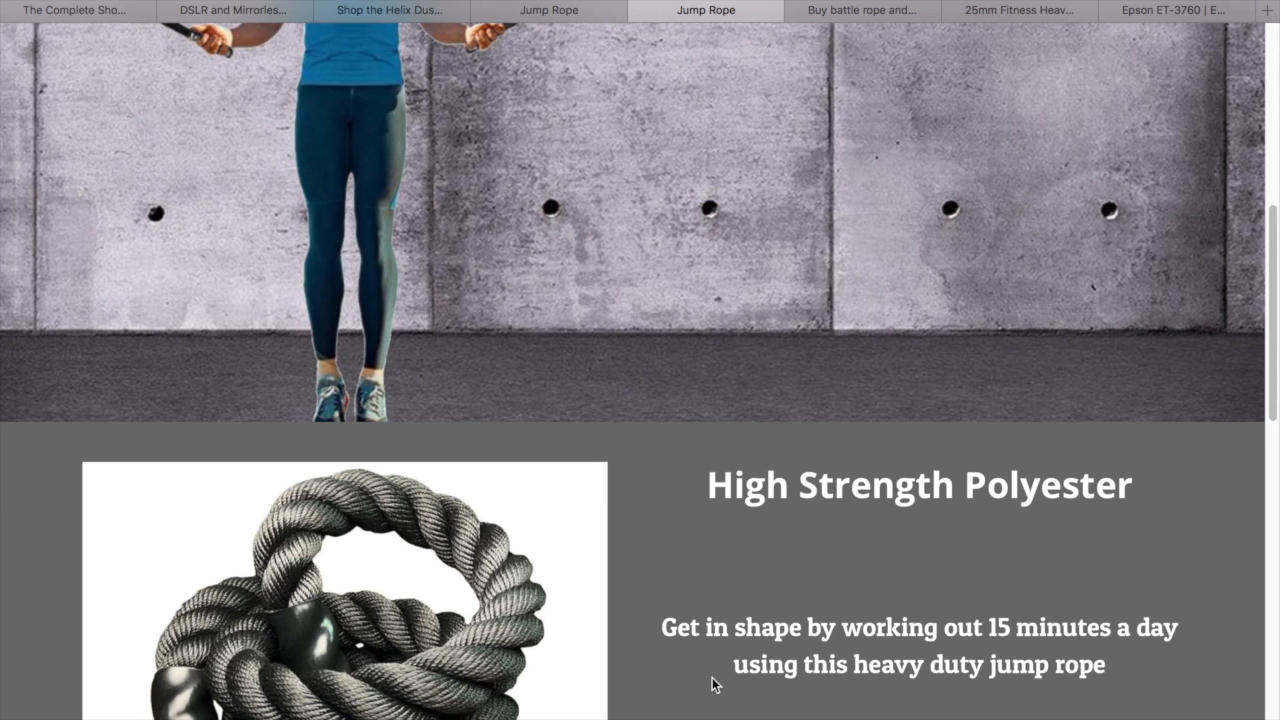 The Complete Sho...
DSLR and Mirrorles...
Shop the Helix Dus...
Jump Rope
Jump Rope
Buy battle rope and...
25mm Fitness Heav...
Epson ET-3760 | E...
High Strength Polyester
Get in shape by working out 15 minutes a day
using this heavy duty jump rope